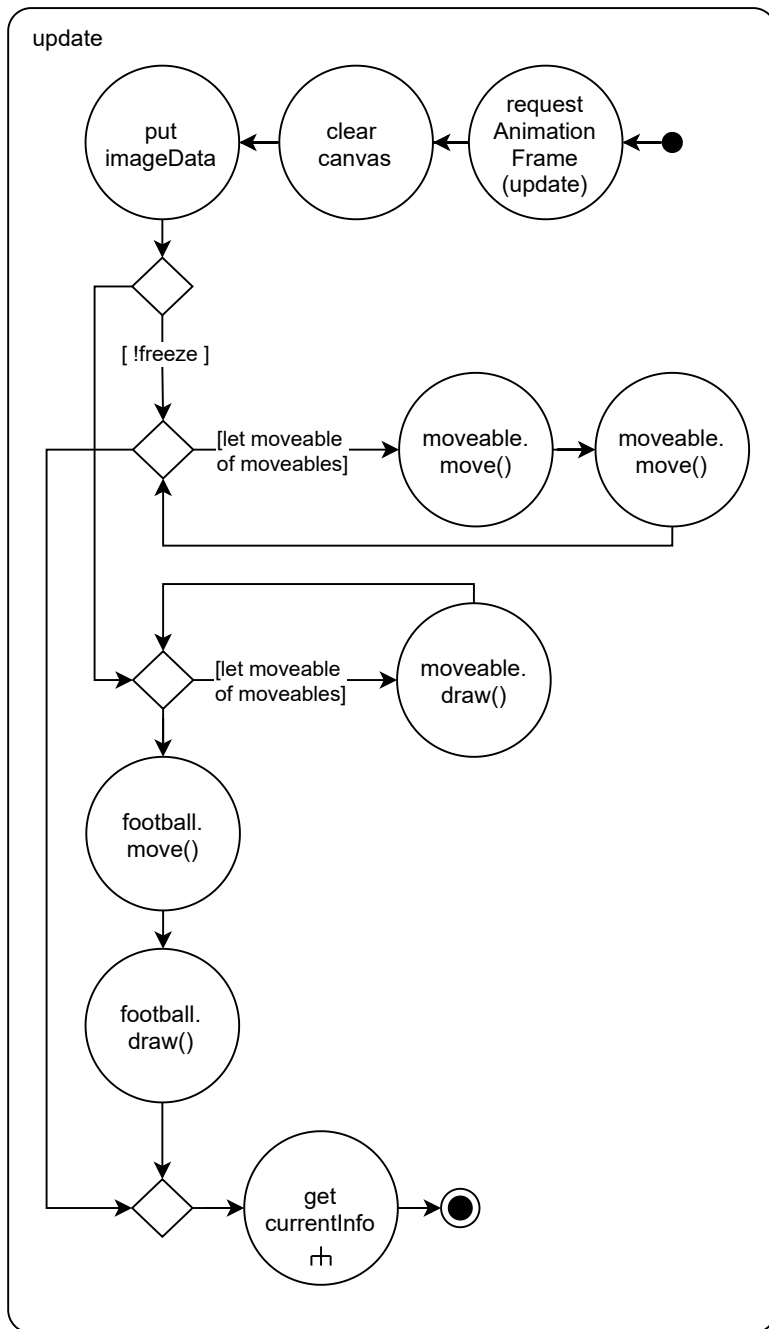 update
put
imageData
clear
canvas
request
Animation
Frame
(update)
[ !freeze ]
[let moveable
of moveables]
moveable.
move()
moveable.
move()
[let moveable
of moveables]
moveable.
draw()
football.
move()
football.
draw()
get
currentInfo